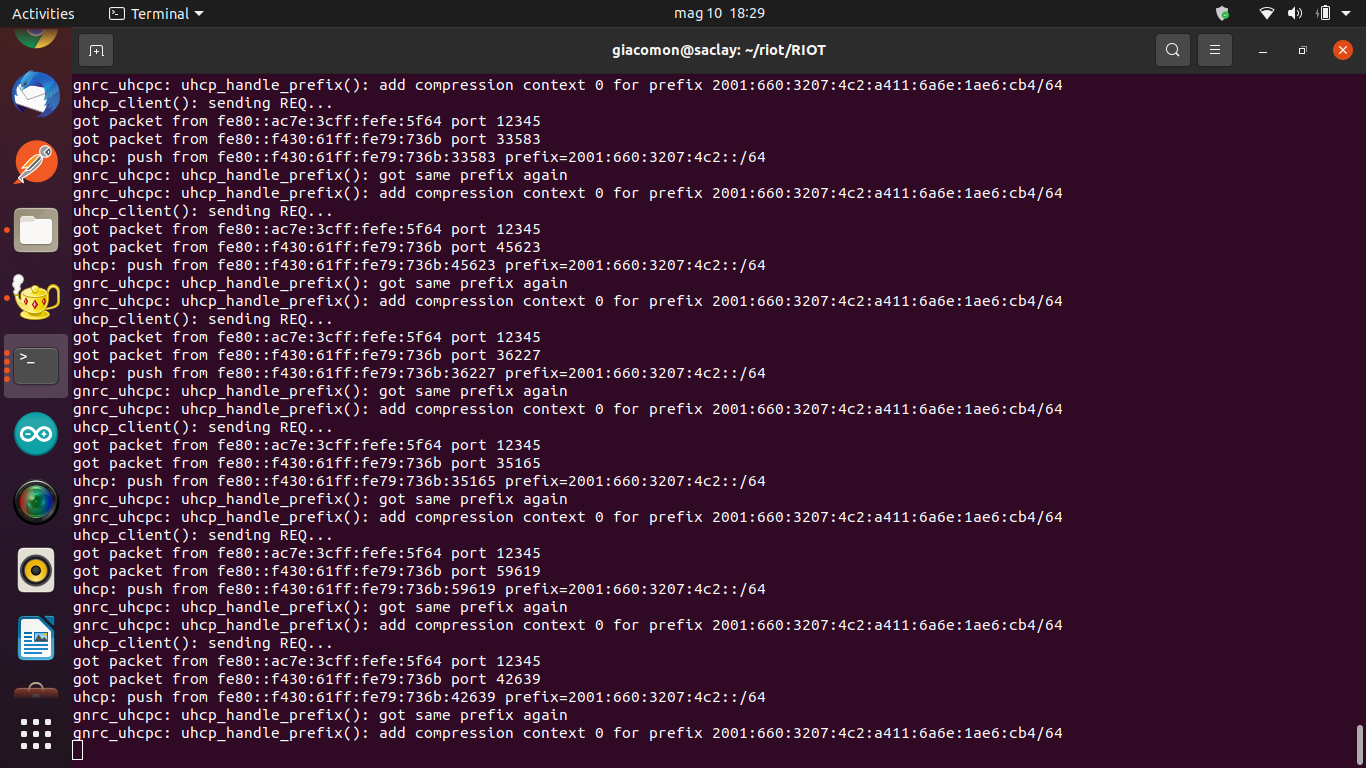 Activities
Terminal
mag 10 18:29
giacomon@saclay: ~/riot/RIOT
gnrc_uhcpc: uhcp_handle_prefix(): add compression context 0 for prefix 2001:660:3207:4c2:a411:6a6e:1ae6:cb4/64
uhcp_client(): sending REQ...
got packet from fe80::ac7e:3cff:fefe:5f64 port 12345
got packet from fe80::f430:61ff:fe79:736b port 33583
uhcp: push from fe80::f430:61ff:fe79:736b:33583 prefix=2001:660:3207:4c2::/64
gnrc_uhcpc: uhcp_handle_prefix(): got same prefix again
gnrc_uhcpc: uhcp_handle_prefix(): add compression context 0 for prefix 2001:660:3207:4c2:a411:6a6e:1ae6:cb4/64
uhcp_client(): sending REQ...
got packet from fe80::ac7e:3cff:fefe:5f64 port 12345
got packet from fe80::f430:61ff:fe79:736b port 45623
uhcp: push from fe80::f430:61ff:fe79:736b:45623 prefix=2001:660:3207:4c2::/64
gnrc_uhcpc: uhcp_handle_prefix(): got same prefix again
gnrc_uhcpc: uhcp_handle_prefix(): add compression context 0 for prefix 2001:660:3207:4c2:a411:6a6e:1ae6:cb4/64
uhcp_client(): sending REQ...
got packet from fe80::ac7e:3cff:fefe:5f64 port 12345
got packet from fe80::f430:61ff:fe79:736b port 36227
uhcp: push from fe80::f430:61ff:fe79:736b:36227 prefix=2001:660:3207:4c2::/64
gnrc_uhcpc: uhcp_handle_prefix(): got same prefix again
gnrc_uhcpc: uhcp_handle_prefix(): add compression context 0 for prefix 2001:660:3207:4c2:a411:6a6e:1ae6:cb4/64
uhcp_client(): sending REQ...
got packet from fe80::ac7e:3cff:fefe:5f64 port 12345
got packet from fe80::f430:61ff:fe79:736b port 35165
uhcp: push from fe80::f430:61ff:fe79:736b:35165 prefix=2001:660:3207:4c2::/64
gnrc_uhcpc: uhcp_handle_prefix(): got same prefix again
gnrc_uhcpc: uhcp_handle_prefix(): add compression context 0 for prefix 2001:660:3207:4c2:a411:6a6e:1ae6:cb4/64
uhcp_client(): sending REQ...
got packet from fe80::ac7e:3cff:fefe:5f64 port 12345
got packet from fe80::f430:61ff:fe79:736b port 59619
uhcp: push from fe80::f430:61ff:fe79:736b:59619 prefix=2001:660:3207:4c2::/64
gnrc_uhcpc: uhcp_handle_prefix(): got same prefix again
gnrc_uhcpc: uhcp_handle_prefix(): add compression context 0 for prefix 2001:660:3207:4c2:a411:6a6e:1ae6:cb4/64
uhcp_client(): sending REQ...
got packet from fe80::ac7e:3cff:fefe:5f64 port 12345
got packet from fe80::f430:61ff:fe79:736b port 42639
uhcp: push from fe80::f430:61ff:fe79:736b:42639 prefix=2001:660:3207:4c2::/64
gnrc_uhcpc: uhcp_handle_prefix(): got same prefix again
gnrc_uhcpc: uhcp_handle_prefix(): add compression context 0 for prefix 2001:660:3207:4c2:a411:6a6e:1ae6:cb4/64